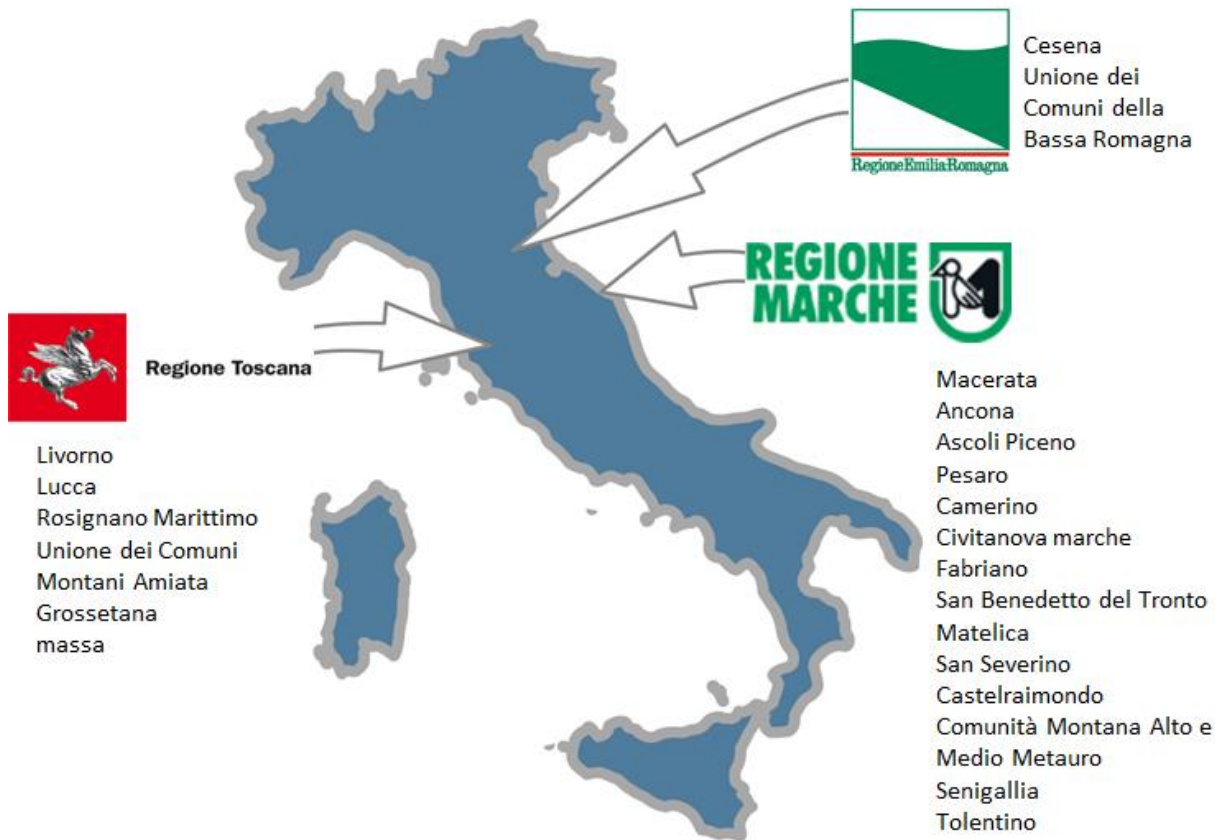 Cesena
Unione dei
Comuni della
Bassa Romagna
RegioneEmilia-Romagna
REGIONE
MARCHE
Regione Toscana
Livorno
Lucca
Rosignano Marittimo
Unione dei Comuni
Montani Amiata
Grossetana
massa
Macerata
Ancona
Ascoli Piceno
Pesaro
Camerino
Civitanova marche
Fabriano
San Benedetto del Tronto
Matelica
San Severino
Castelraimondo
Comunità Montana Alto e
Medio Metauro
Senigallia
Tolentino